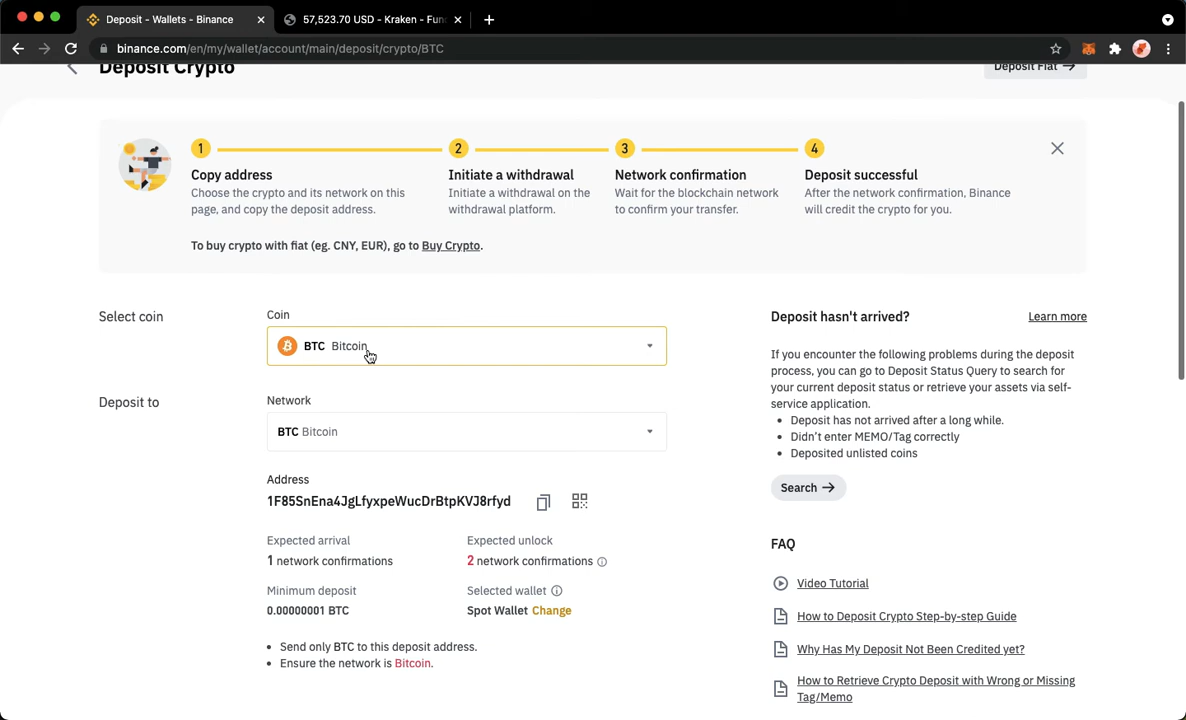 Deposit - Wallets - Binance
57,523.70 USD - Kraken - Fun
binance.com/en/my/wallet/account/main/deposit/crypto/BTC
Deposit Crypto
Deposit Fiat →
1
2
3
4
Copy address
Choose the crypto and its network on this
page, and copy the deposit address.
Initiate a withdrawal
Initiate a withdrawal on the
withdrawal platform.
Network confirmation
Wait for the blockchain network
to confirm your transfer.
Deposit successful
After the network confirmation, Binance
will credit the crypto for you.
To buy crypto with fiat (eg. CNY, EUR), go to Buy Crypto.
Select coin
Coin
BTC Bitcoin
Deposit to
Network
BTC Bitcoin
Address
1F85SnEna4JgLfyxpeWucDrBtpKVJ8rfyd
Expected arrival
1 network confirmations
Expected unlock
2 network confirmations
Minimum deposit
0.00000001 BTC
Selected wallet
Spot Wallet Change
• Send only BTC to this deposit address.
• Ensure the network is Bitcoin.
Deposit hasn't arrived?
Learn more
If you encounter the following problems during the deposit
process, you can go to Deposit Status Query to search for
your current deposit status or retrieve your assets via self-
service application.
• Deposit has not arrived after a long while.
• Didn't enter MEMO/Tag correctly
• Deposited unlisted coins
Search →
FAQ
Video Tutorial
How to Deposit Crypto Step-by-step Guide
Why Has My Deposit Not Been Credited yet?
How to Retrieve Crypto Deposit with Wrong or Missing
Tag/Memo